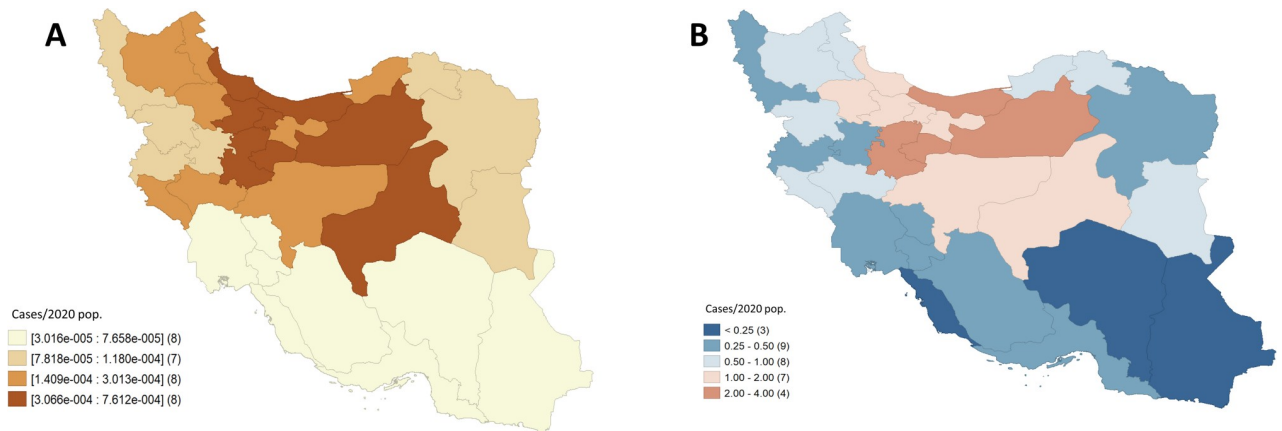 A
Cases/2020 pop.
[3.016e-005 : 7.658e-005] (8)
[7.818e-005 : 1.180e-004] (7)
[1.409e-004 : 3.013e-004] (8)
[3.066e-004 : 7.612e-004] (8)
B
Cases/2020 pop.
< 0.25 (3)
0.25 - 0.50 (9)
0.50 - 1.00 (8)
1.00 - 2.00 (7)
2.00 - 4.00 (4)